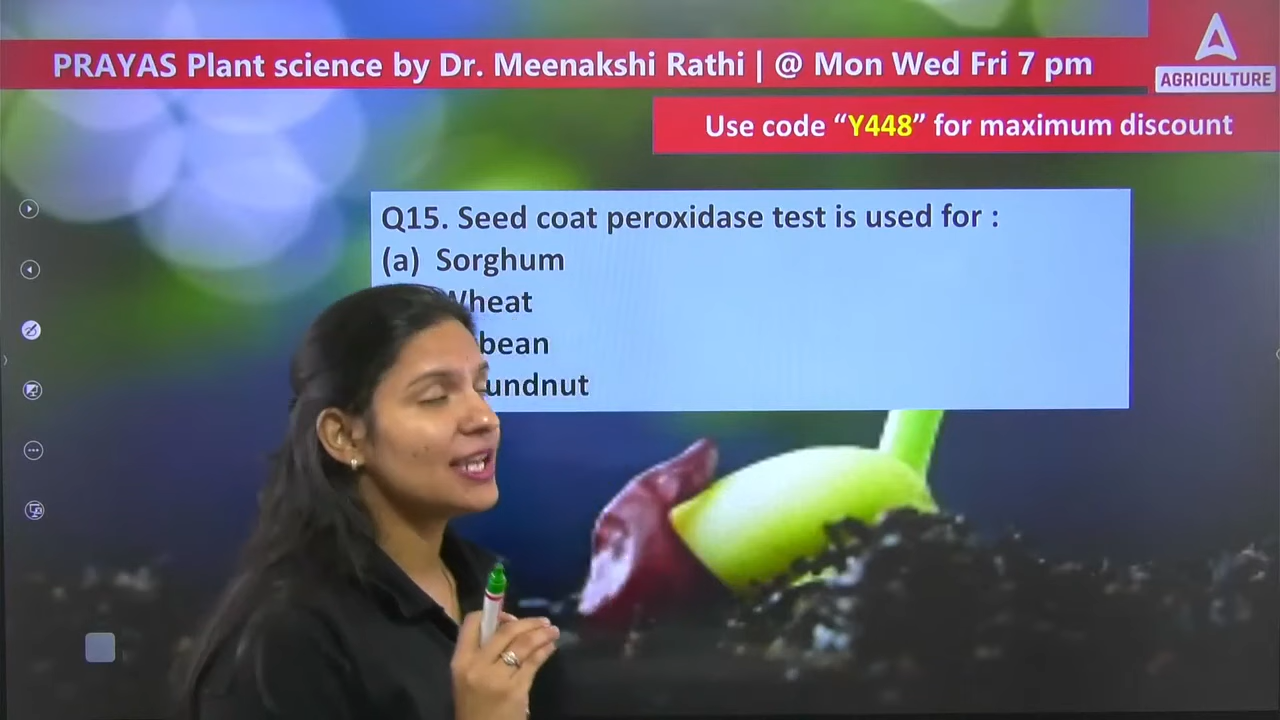 PRAYAS Plant science by Dr. Meenakshi Rathi | @ Mon Wed Fri 7 pm
AGRICULTURE
Use code “Y448” for maximum discount
Q15. Seed coat peroxidase test is used for :
(a) Sorghum
Wheat
bean
undnut